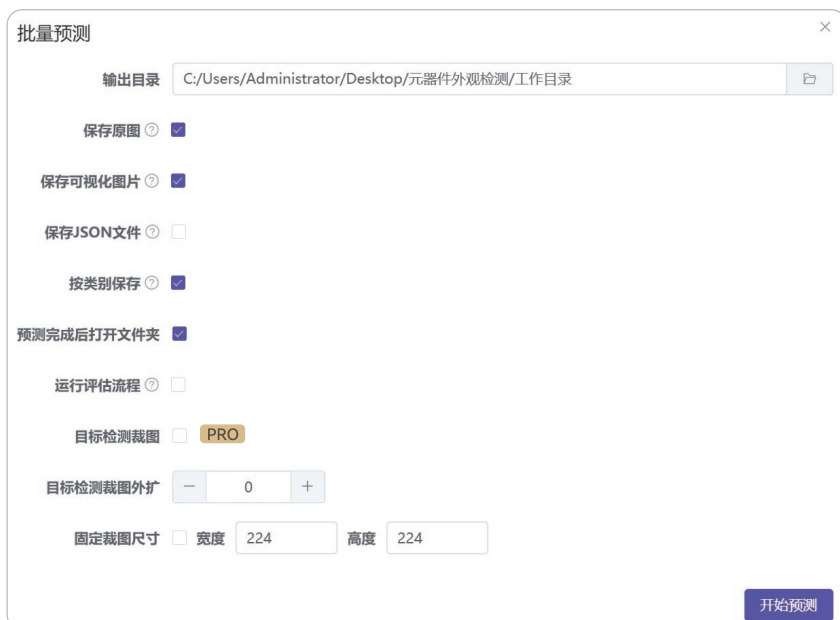 批量预测
输出目录 C:/Users/Administrator/Desktop/元器件外观检测/工作目录
保存原图
保存可视化图片
保存JSON文件
按类别保存
预测完成后打开文件夹
运行评估流程
目标检测裁图 PRO
目标检测裁图外扩 0
固定裁图尺寸 宽度 224 高度 224
开始预测